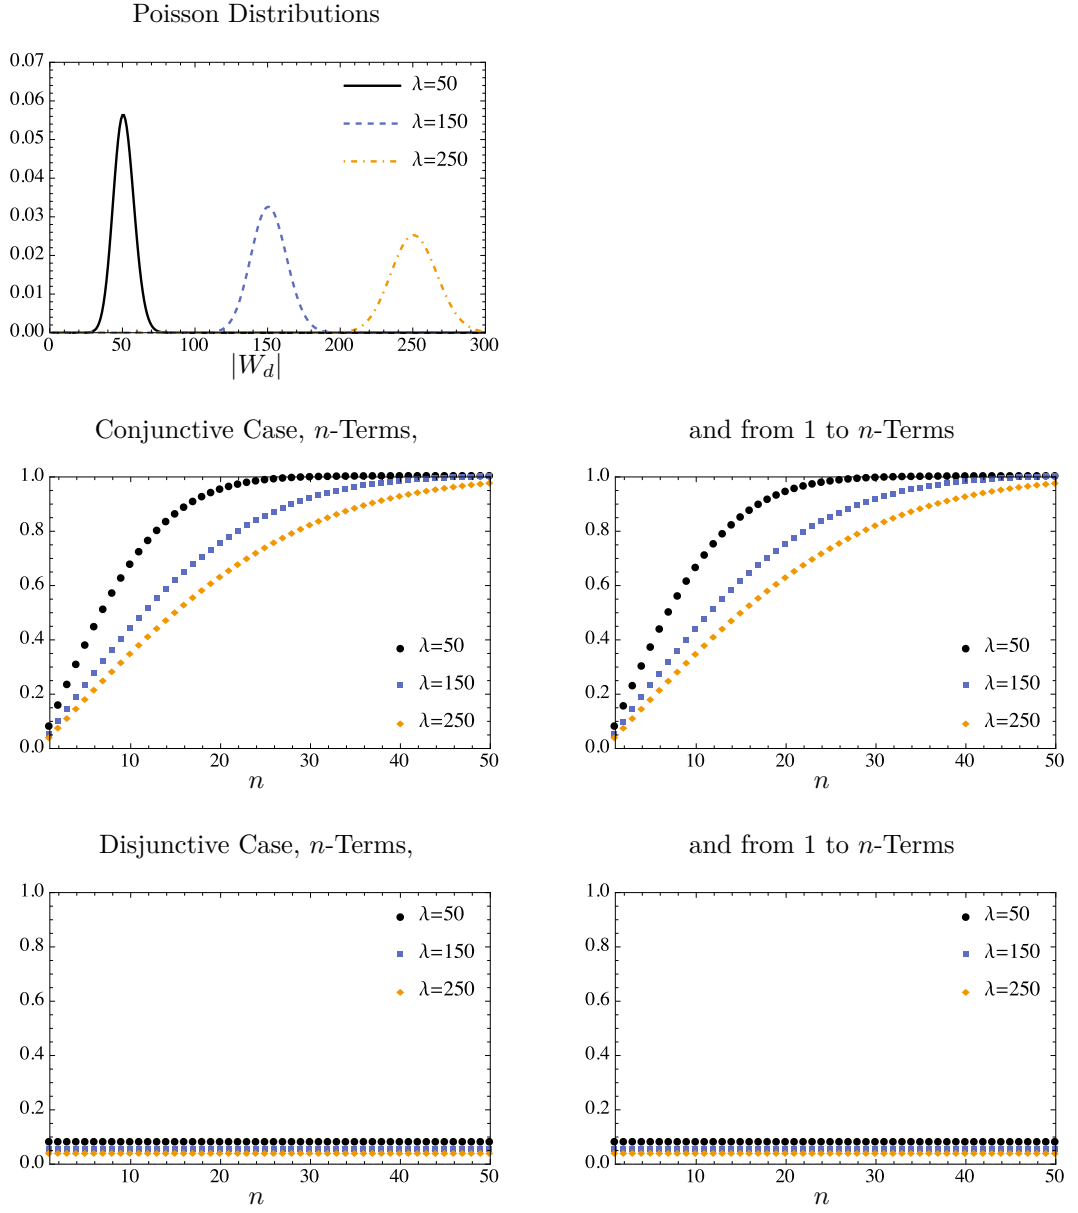 Poisson Distributions
0.07
0.06
0.05
0.04
0.03
0.02
0.01
0.00
λ=50
λ=150
λ=250
0 50 100 150 200 250 300
|W_d|
Conjunctive Case, n-Terms,
1.0
0.8
0.6
0.4
0.2
0.0
λ=50
λ=150
λ=250
10 20 30 40 50
n
and from 1 to n-Terms
1.0
0.8
0.6
0.4
0.2
0.0
λ=50
λ=150
λ=250
10 20 30 40 50
n
Disjunctive Case, n-Terms,
1.0
0.8
0.6
0.4
0.2
0.0
λ=50
λ=150
λ=250
10 20 30 40 50
n
and from 1 to n-Terms
1.0
0.8
0.6
0.4
0.2
0.0
λ=50
λ=150
λ=250
10 20 30 40 50
n